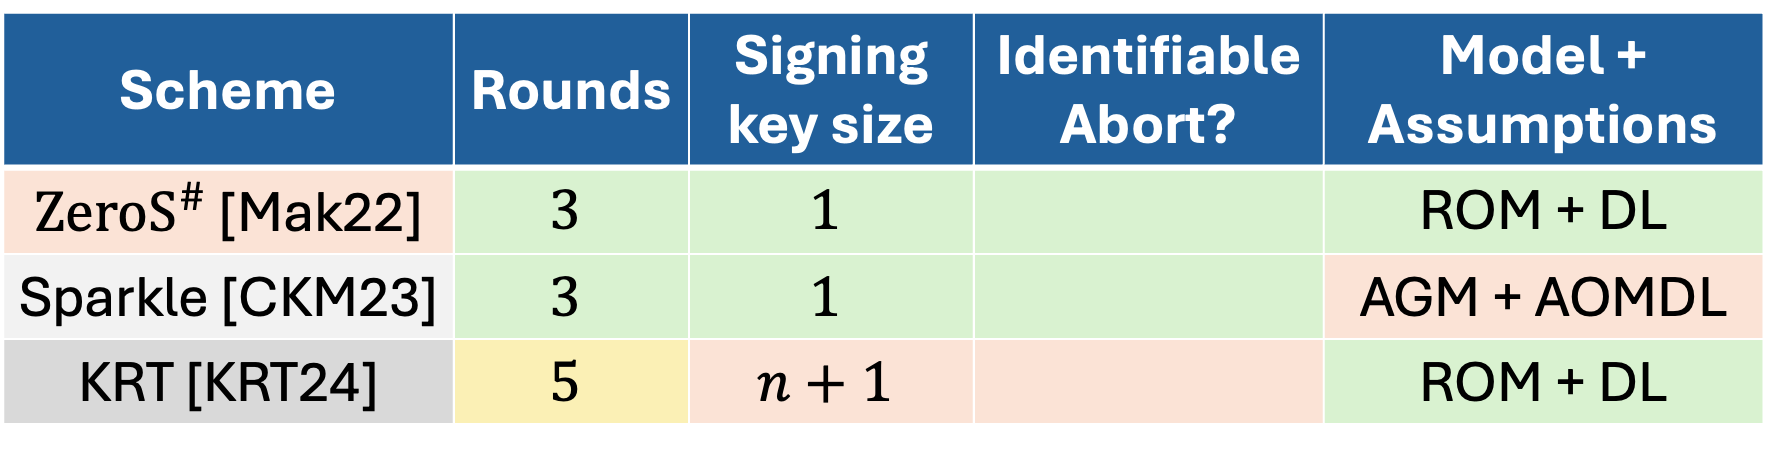 Scheme Rounds Signing key size Identifiable Abort? Model + Assumptions
ZeroS# [Mak22] 3 1 ROM + DL
Sparkle [CKM23] 3 1 AGM + AOMDL
KRT [KRT24] 5 n + 1 ROM + DL